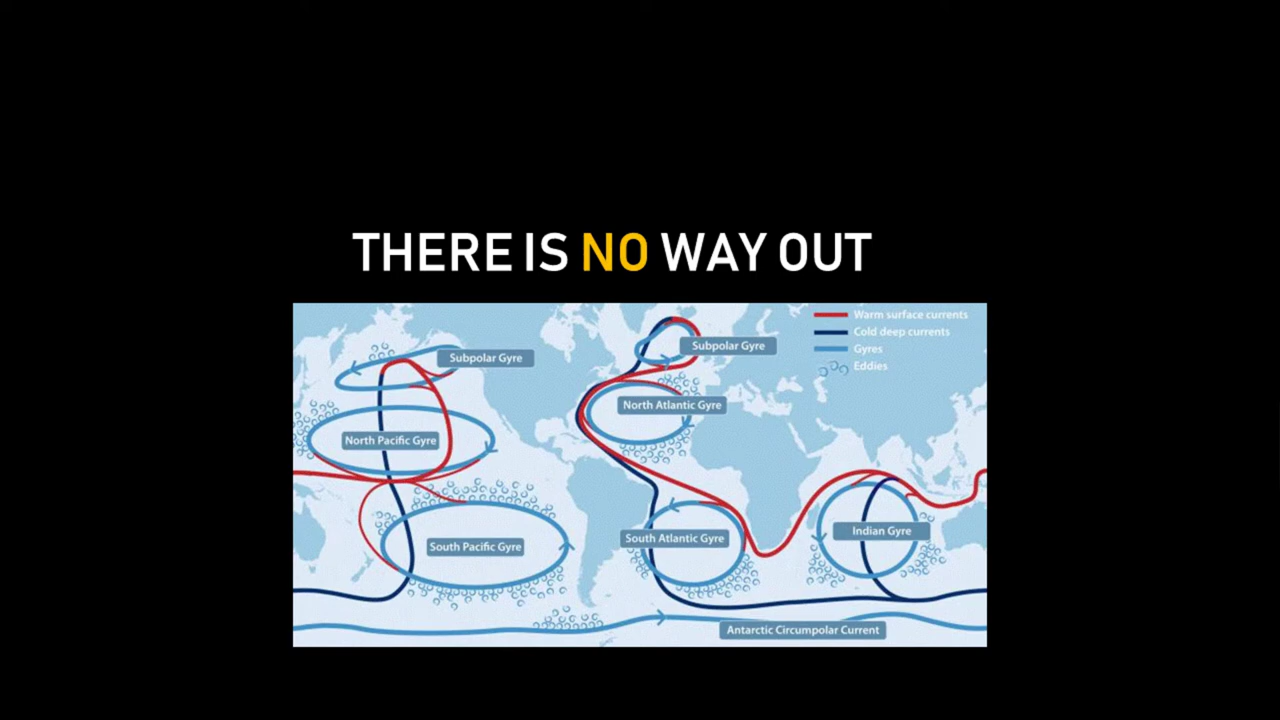 THERE IS NO WAY OUT
Warm surface currents
Cold deep currents
Gyres
Eddies
Subpolar Gyre
Subpolar Gyre
North Atlantic Gyre
North Pacific Gyre
South Pacific Gyre
South Atlantic Gyre
Indian Gyre
Antarctic Circumpolar Current